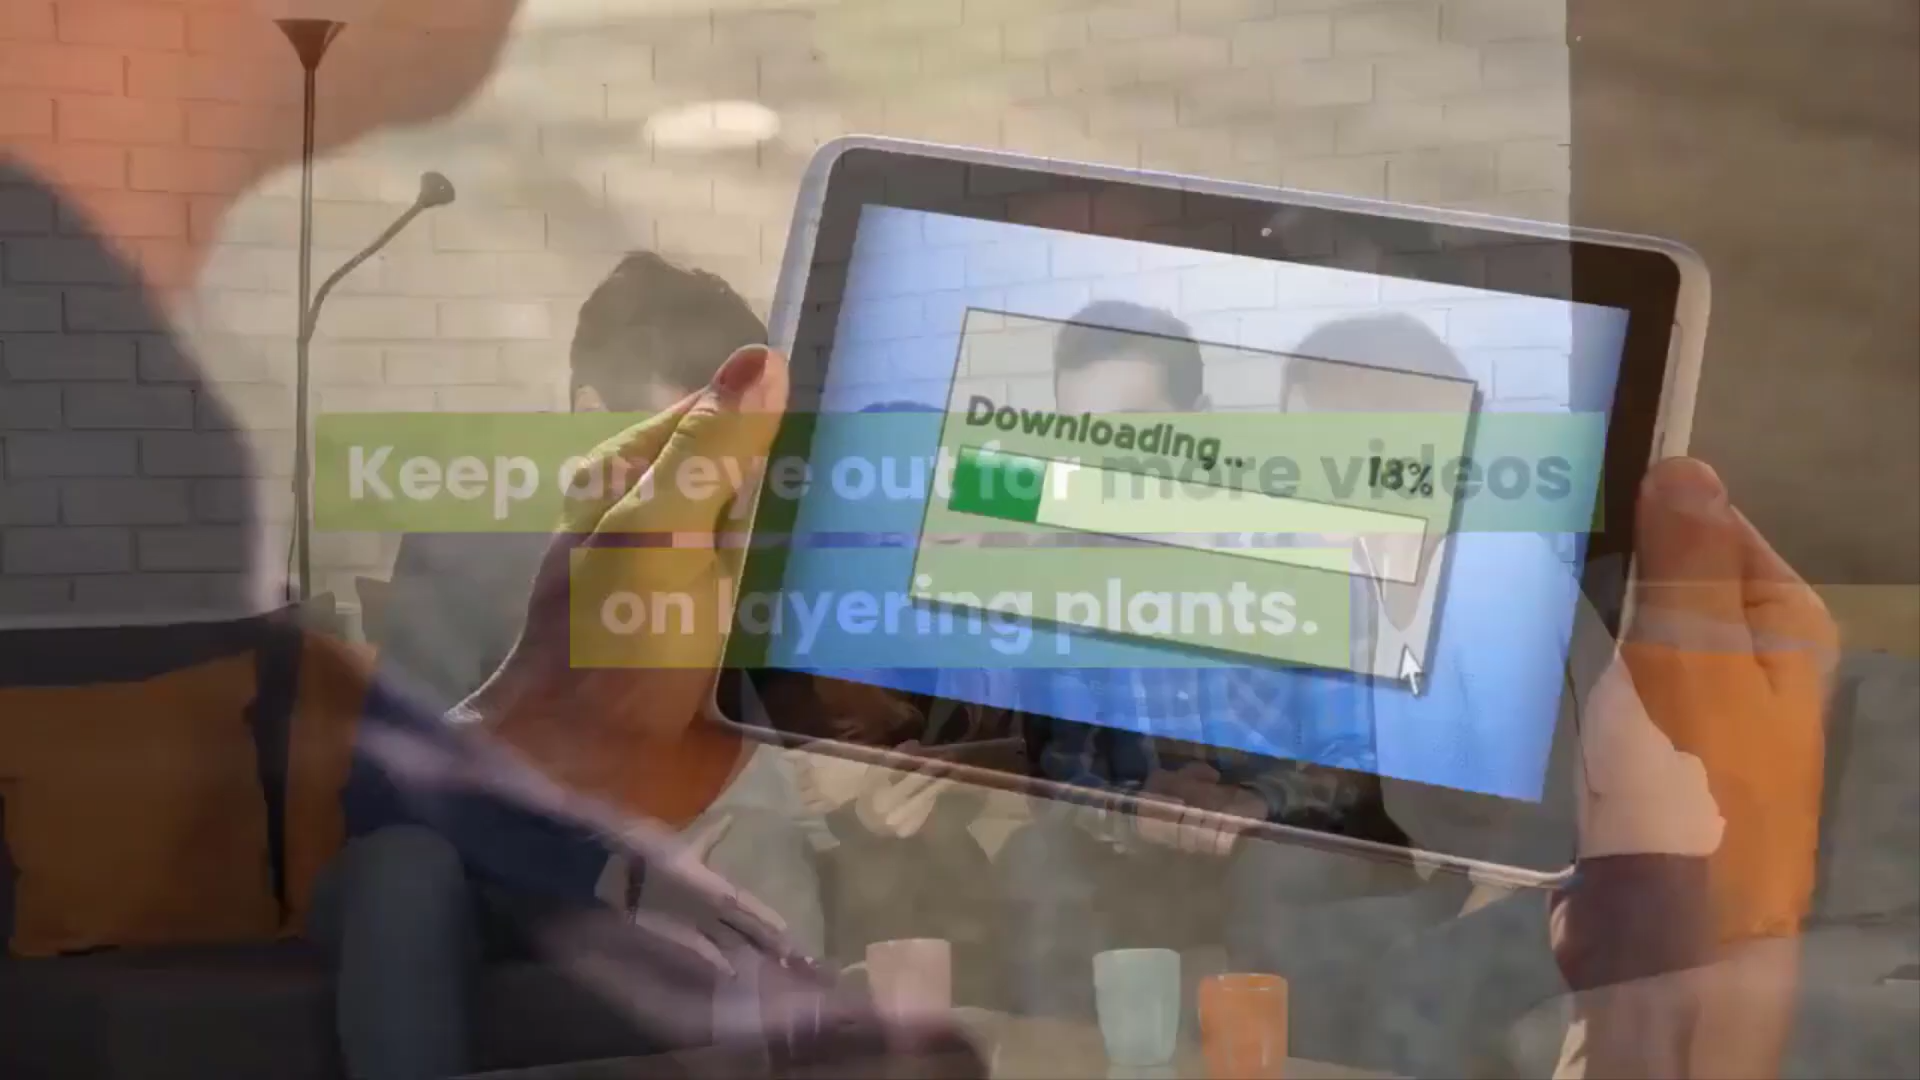 Downloading..
18%
Keep an eye out for more videos
on layering plants.